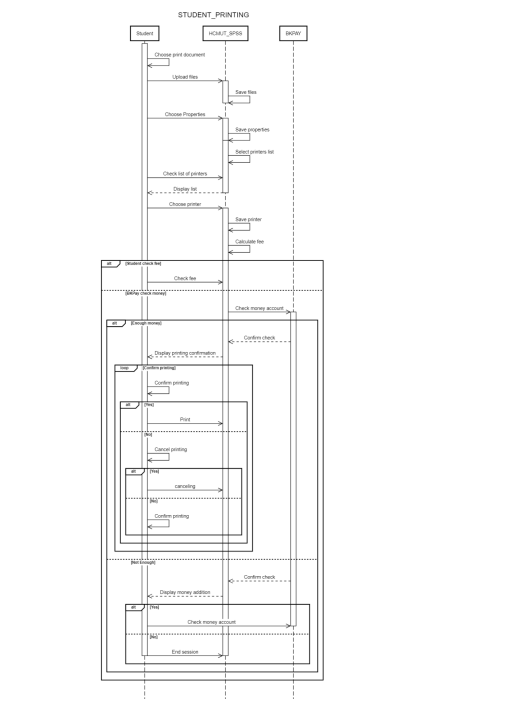 STUDENT_PRINTING
Student
HCMUT_SPSS
BKPAY
Choose print document
Upload files
Save files
Choose Properties
Save properties
Select printers list
Check list of printers
Display list
Choose printer
Save printer
Calculate fee
alt [Student check fee]
Check fee
[BKPay check money]
Check money account
alt [Enough money]
Confirm check
Display printing confirmation
loop [Confirm printing]
Confirm printing
alt [Yes]
Print
[No]
Cancel printing
alt [Yes]
canceling
[No]
Confirm printing
[Not Enough]
Confirm check
Display money addition
alt [Yes]
Check money account
[No]
End session